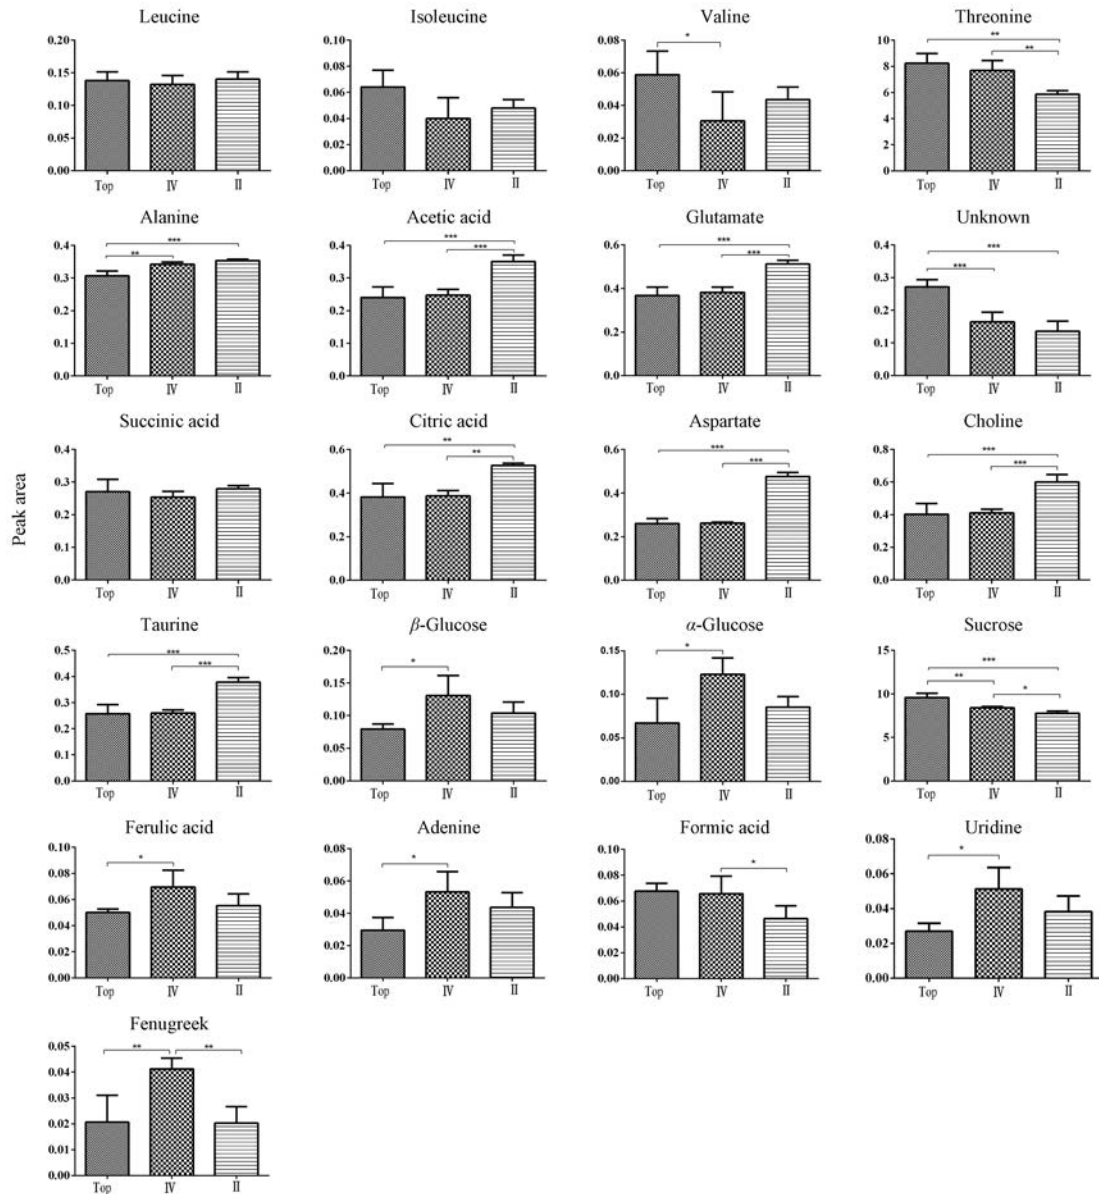 Leucine Isoleucine Valine Threonine
0.20 0.10 0.08 * 10 **
0.15 0.08 0.06 8 **
0.10 0.06 0.04 6
0.05 0.04 0.02 4
0.00 0.02 0.00 2
0.00 0
Top IV II Top IV II Top IV II Top IV II
Alanine Acetic acid Glutamate Unknown
0.4 *** 0.4 *** 0.6 *** 0.4 ***
0.3 ** 0.3 *** 0.4 *** 0.3 ***
0.2 0.2 0.2 0.2
0.1 0.1 0.0 0.1
0.0 0.0 0.0
Top IV II Top IV II Top IV II Top IV II
Succinic acid Citric acid Aspartate Choline
0.4 0.6 ** 0.6 *** 0.8 ***
0.3 0.4 ** 0.4 *** 0.6 ***
0.2 0.2 0.2 0.4
0.1 0.0 0.0 0.2
0.0 0.0
Top IV II Top IV II Top IV II Top IV II
Peak area
Taurine β-Glucose α-Glucose Sucrose
0.5 *** 0.20 * 0.15 * 15 ***
0.4 *** 0.15 0.10 10 ** *
0.3 0.10 0.05 5
0.2 0.05 0.00 0
0.1 0.00
0.0
Top IV II Top IV II Top IV II Top IV II
Ferulic acid Adenine Formic acid Uridine
0.10 * 0.08 * 0.10 * 0.08 *
0.08 0.06 0.08 0.06
0.06 0.04 0.06 0.04
0.04 0.02 0.04 0.02
0.02 0.00 0.02 0.00
0.00 0.00
Top IV II Top IV II Top IV II Top IV II
Fenugreek
0.05 ** **
0.04
0.03
0.02
0.01
0.00
Top IV II